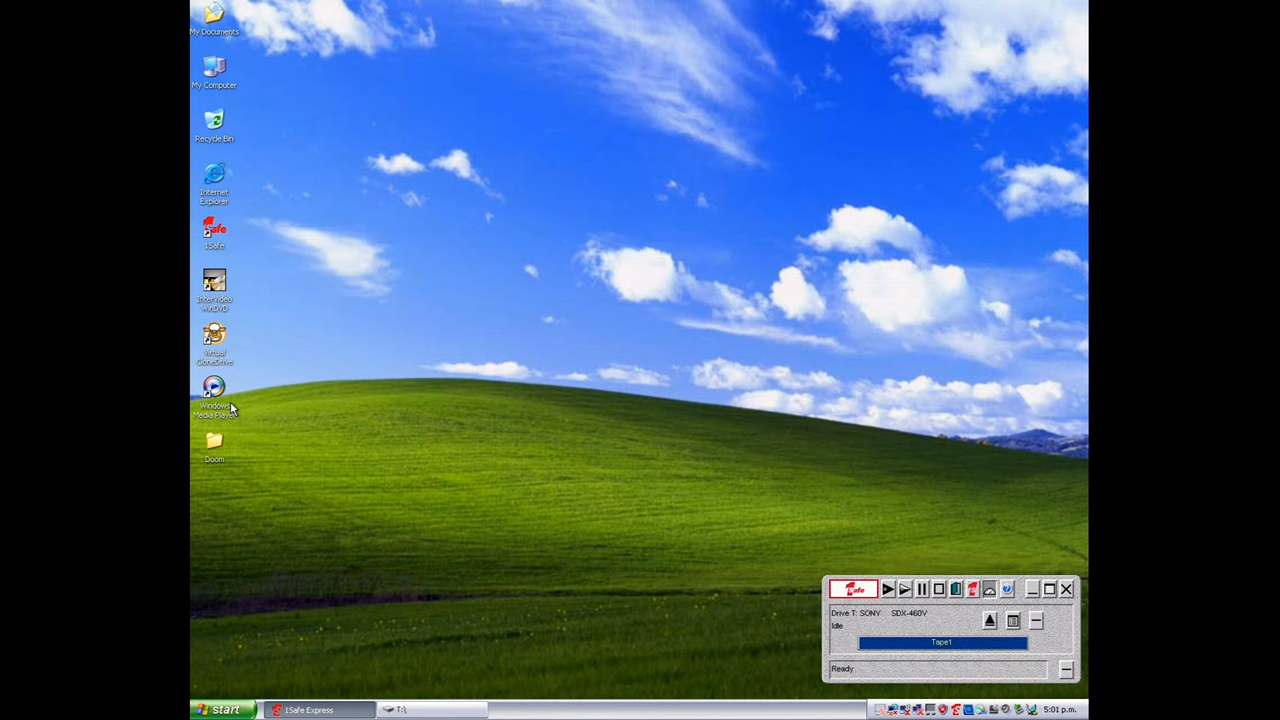 My Documents
My Computer
Recycle Bin
Internet
Explorer
1Safe
InterVideo
WinDVD
Virtual
CloneDrive
Windows
Media Player
Doom
1Safe
Drive T: SONY SDX-460V
Idle
Tape1
Ready
start
1Safe Express
T:\
5:01 p.m.